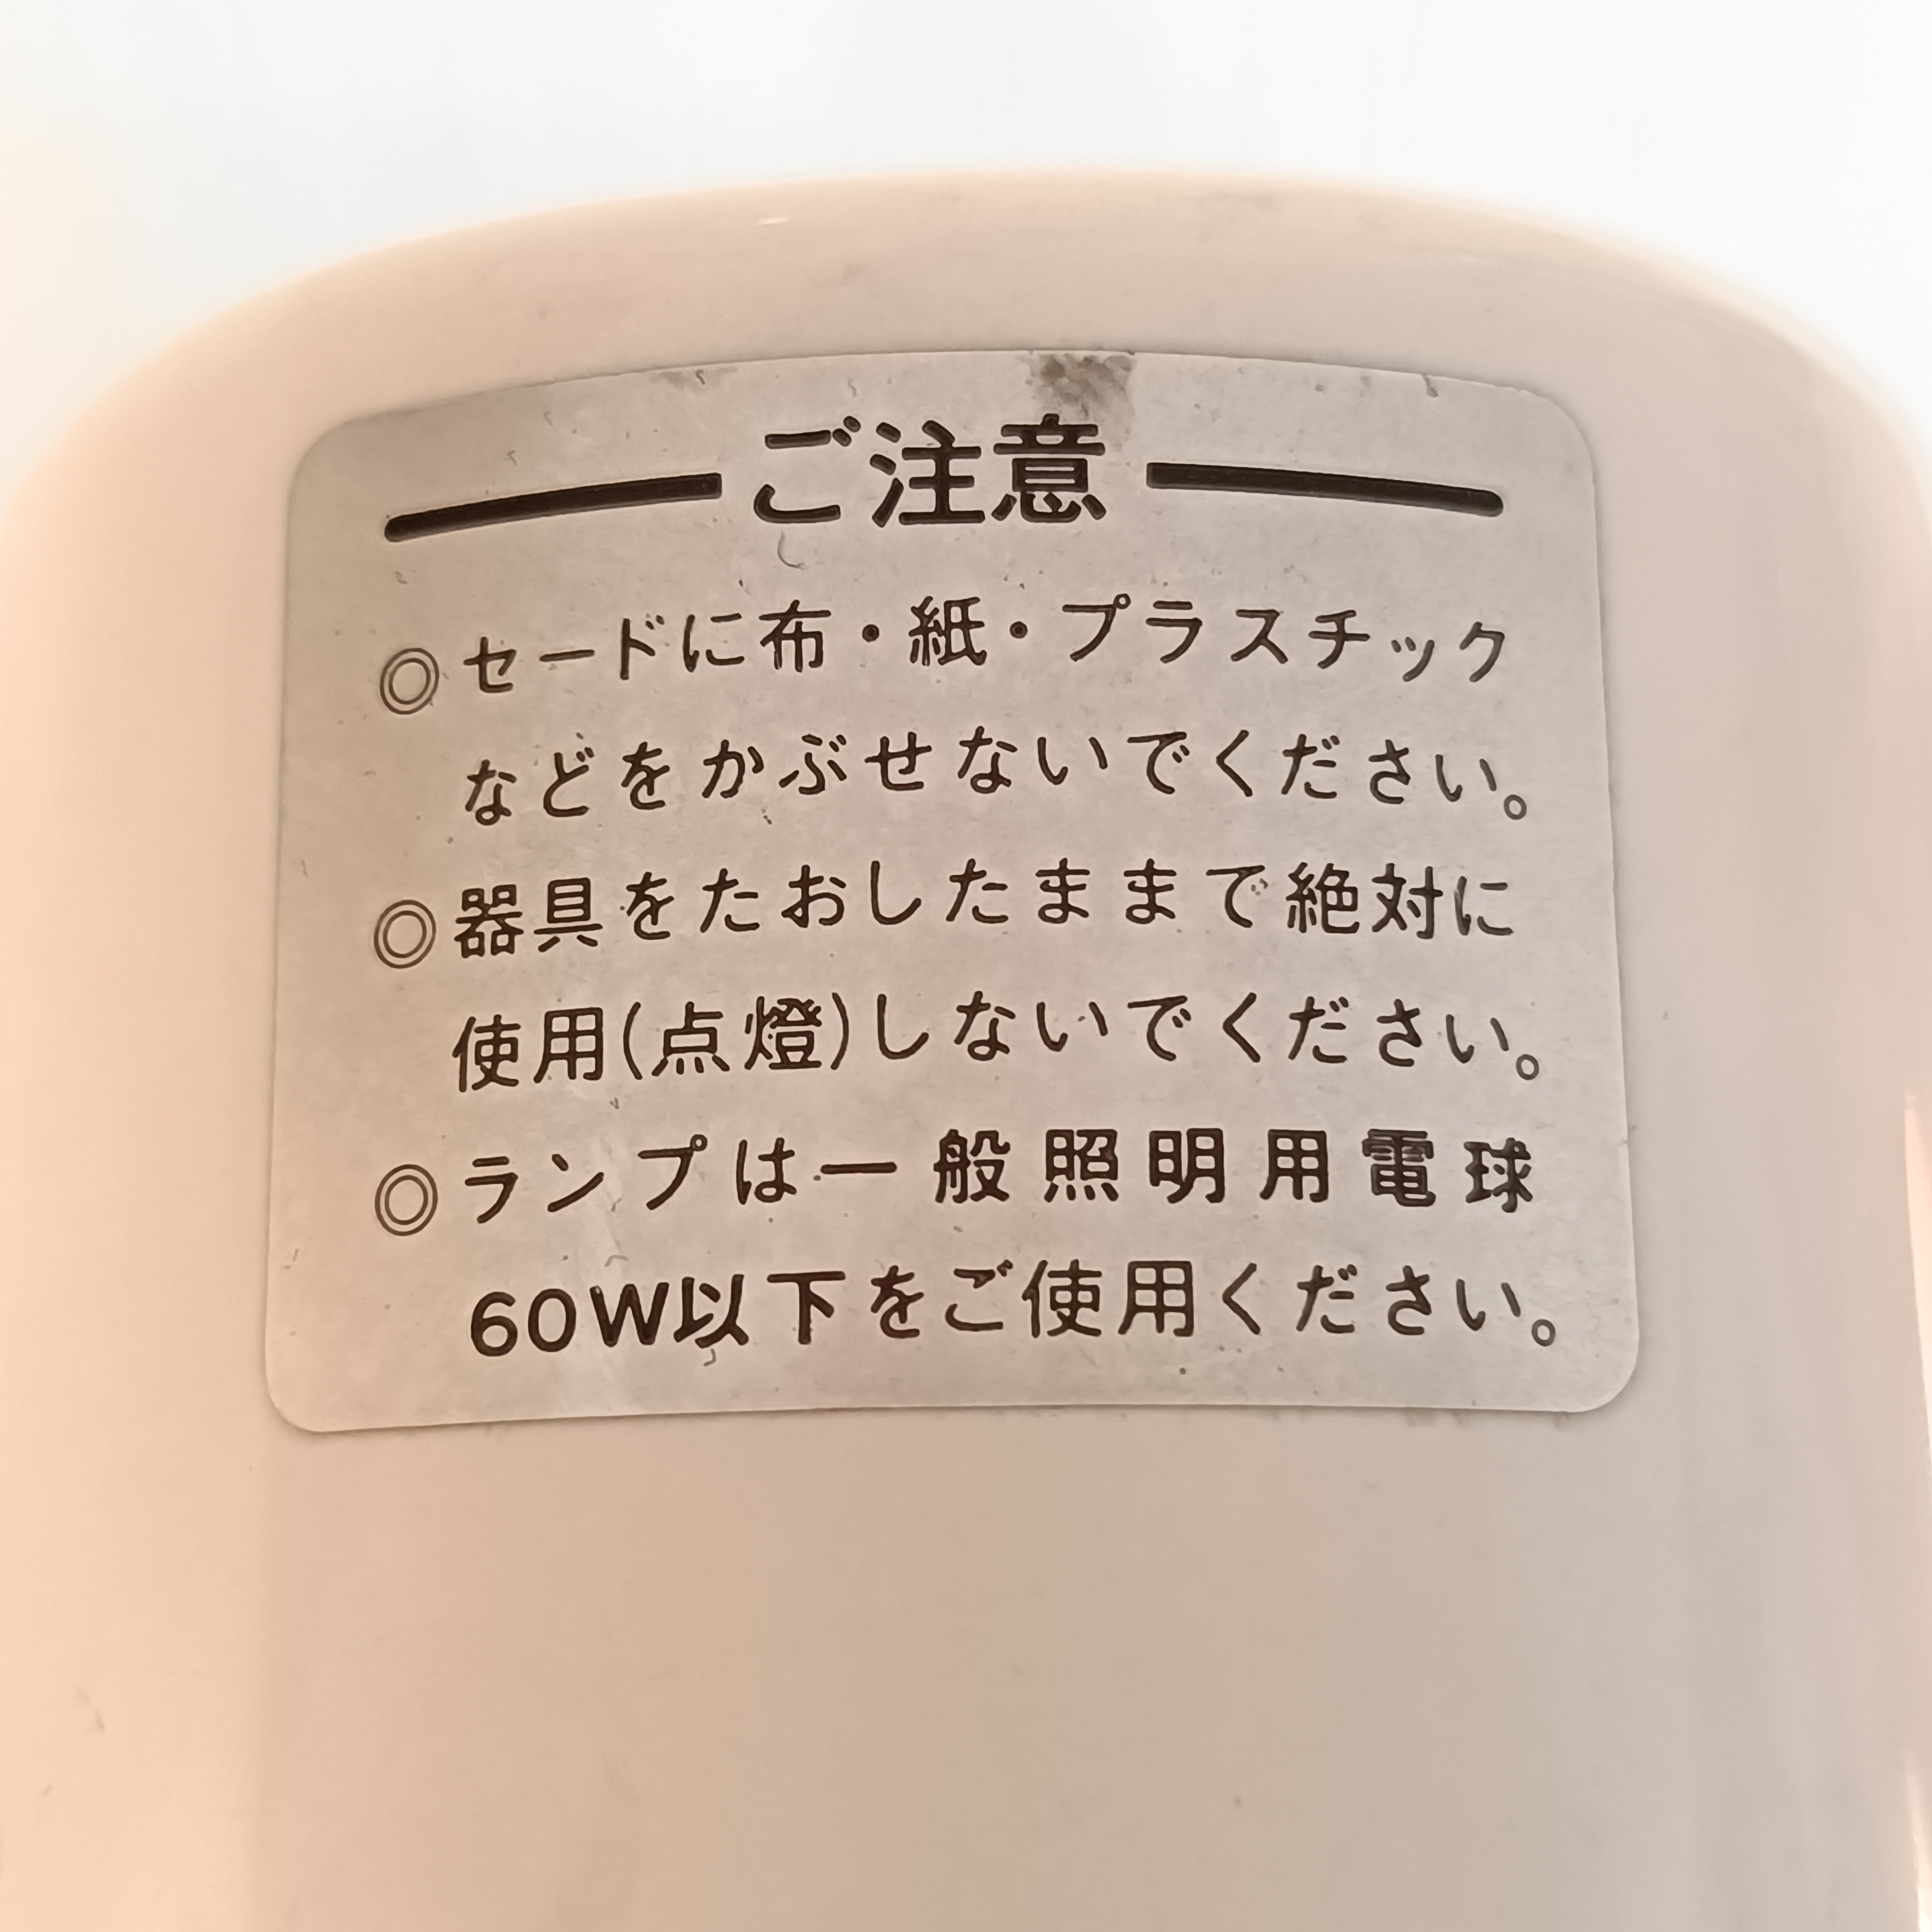 ご注意
◎セードに布・紙・プラスチック
などをかぶせないでください。
◎器具をたおしたままで絶対に
使用(点燈)しないでください。
◎ランプは一般照明用電球
60W以下をご使用ください。